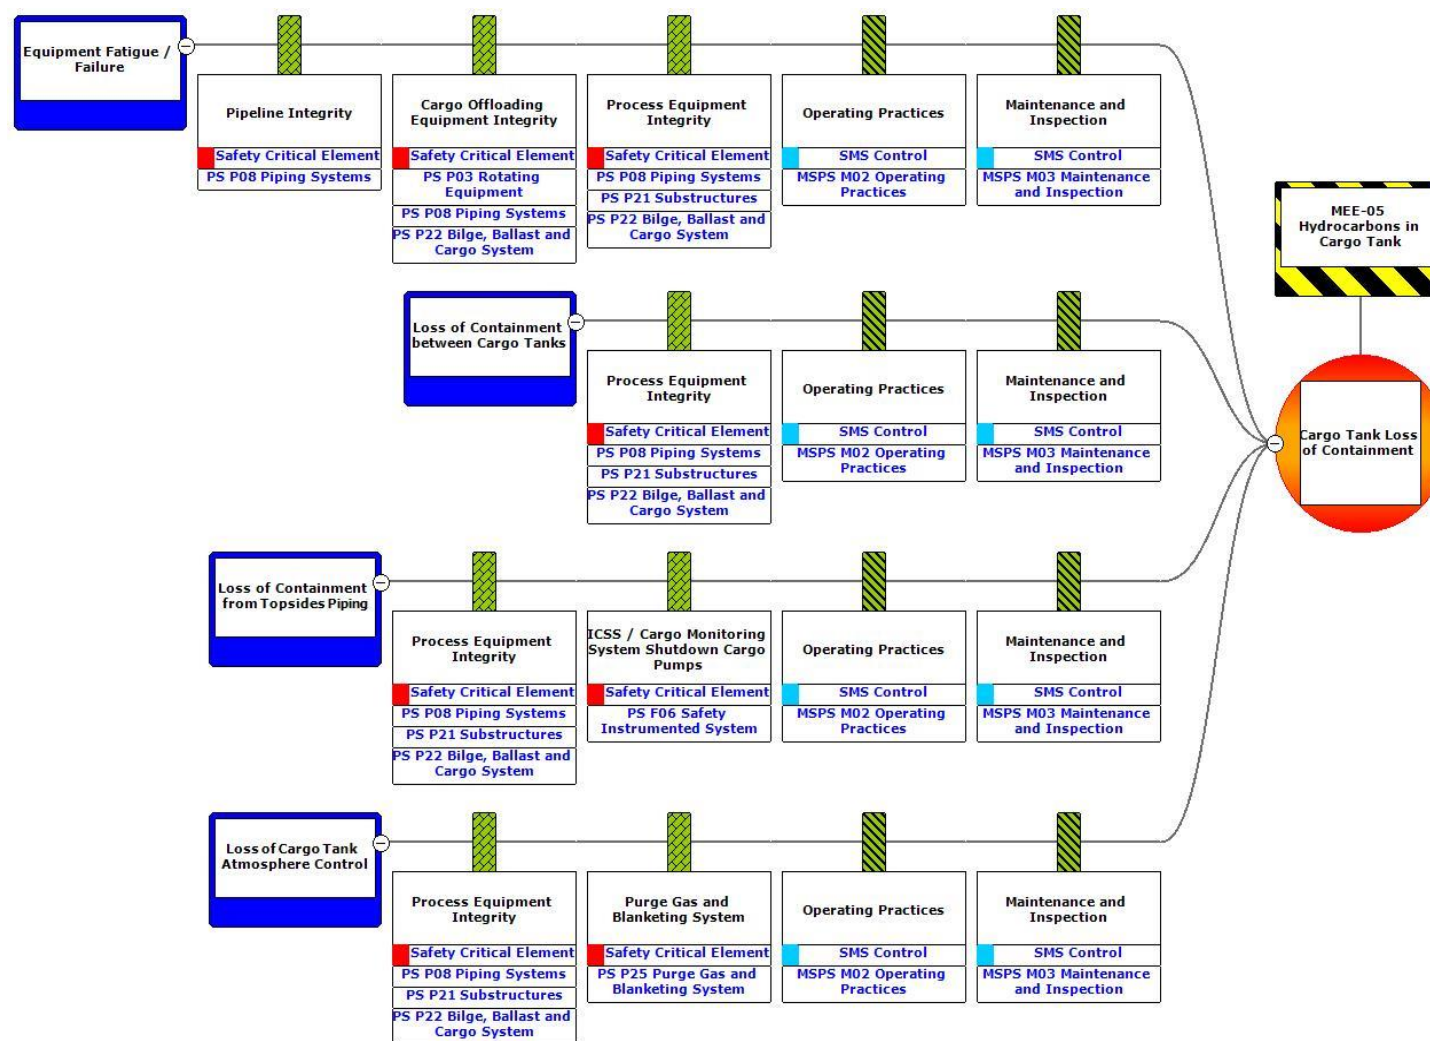 Equipment Fatigue /
Failure
Pipeline Integrity
Safety Critical Element
PS P08 Piping Systems
Cargo Offloading
Equipment Integrity
Safety Critical Element
PS P03 Rotating
Equipment
PS P08 Piping Systems
PS P22 Bilge, Ballast and
Cargo System
Process Equipment
Integrity
Safety Critical Element
PS P08 Piping Systems
PS P21 Substructures
PS P22 Bilge, Ballast and
Cargo System
Operating Practices
SMS Control
MSPS M02 Operating
Practices
Maintenance and
Inspection
SMS Control
MSPS M03 Maintenance
and Inspection
MEE-05
Hydrocarbons in
Cargo Tank
Cargo Tank Loss
of Containment
Loss of Containment
between Cargo Tanks
Process Equipment
Integrity
Safety Critical Element
PS P08 Piping Systems
PS P21 Substructures
PS P22 Bilge, Ballast and
Cargo System
Operating Practices
SMS Control
MSPS M02 Operating
Practices
Maintenance and
Inspection
SMS Control
MSPS M03 Maintenance
and Inspection
Loss of Containment
from Topsides Piping
Process Equipment
Integrity
Safety Critical Element
PS P08 Piping Systems
PS P21 Substructures
PS P22 Bilge, Ballast and
Cargo System
ICSS / Cargo Monitoring
System Shutdown Cargo
Pumps
Safety Critical Element
PS F06 Safety
Instrumented System
Operating Practices
SMS Control
MSPS M02 Operating
Practices
Maintenance and
Inspection
SMS Control
MSPS M03 Maintenance
and Inspection
Loss of Cargo Tank
Atmosphere Control
Process Equipment
Integrity
Safety Critical Element
PS P08 Piping Systems
PS P21 Substructures
PS P22 Bilge, Ballast and
Cargo System
Purge Gas and
Blanketing System
Safety Critical Element
PS P25 Purge Gas and
Blanketing System
Operating Practices
SMS Control
MSPS M02 Operating
Practices
Maintenance and
Inspection
SMS Control
MSPS M03 Maintenance
and Inspection